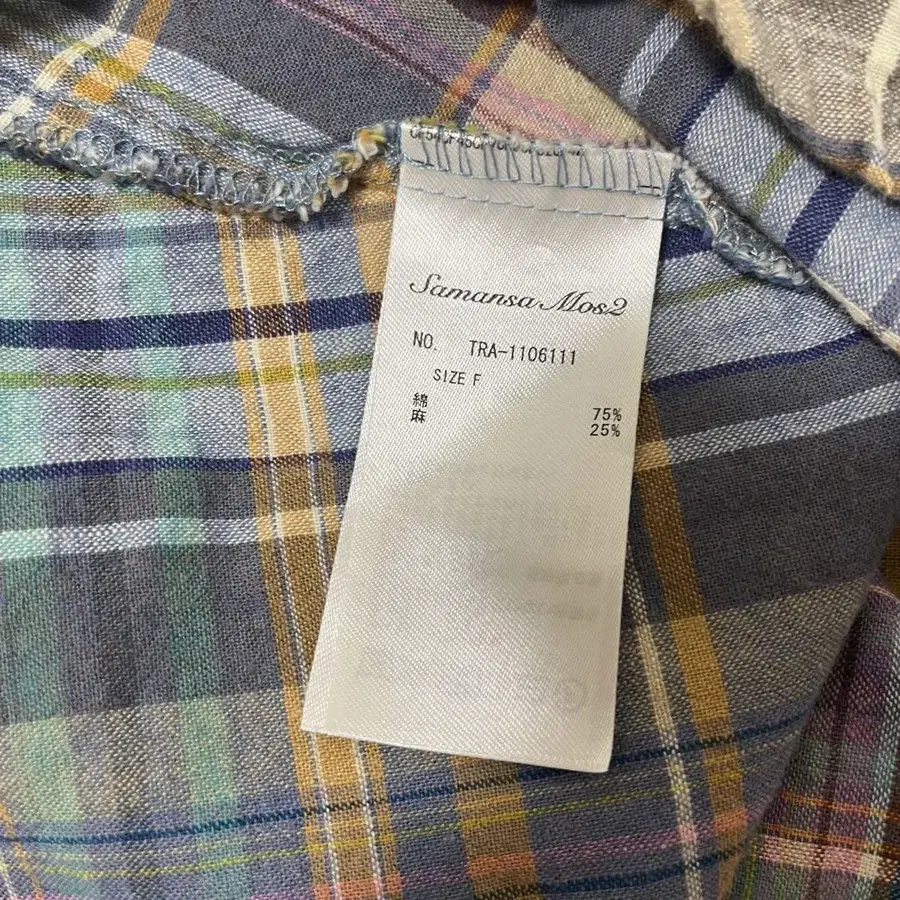 Samansa Mos2
NO. TRA-1106111
SIZE F
綿 75%
麻 25%